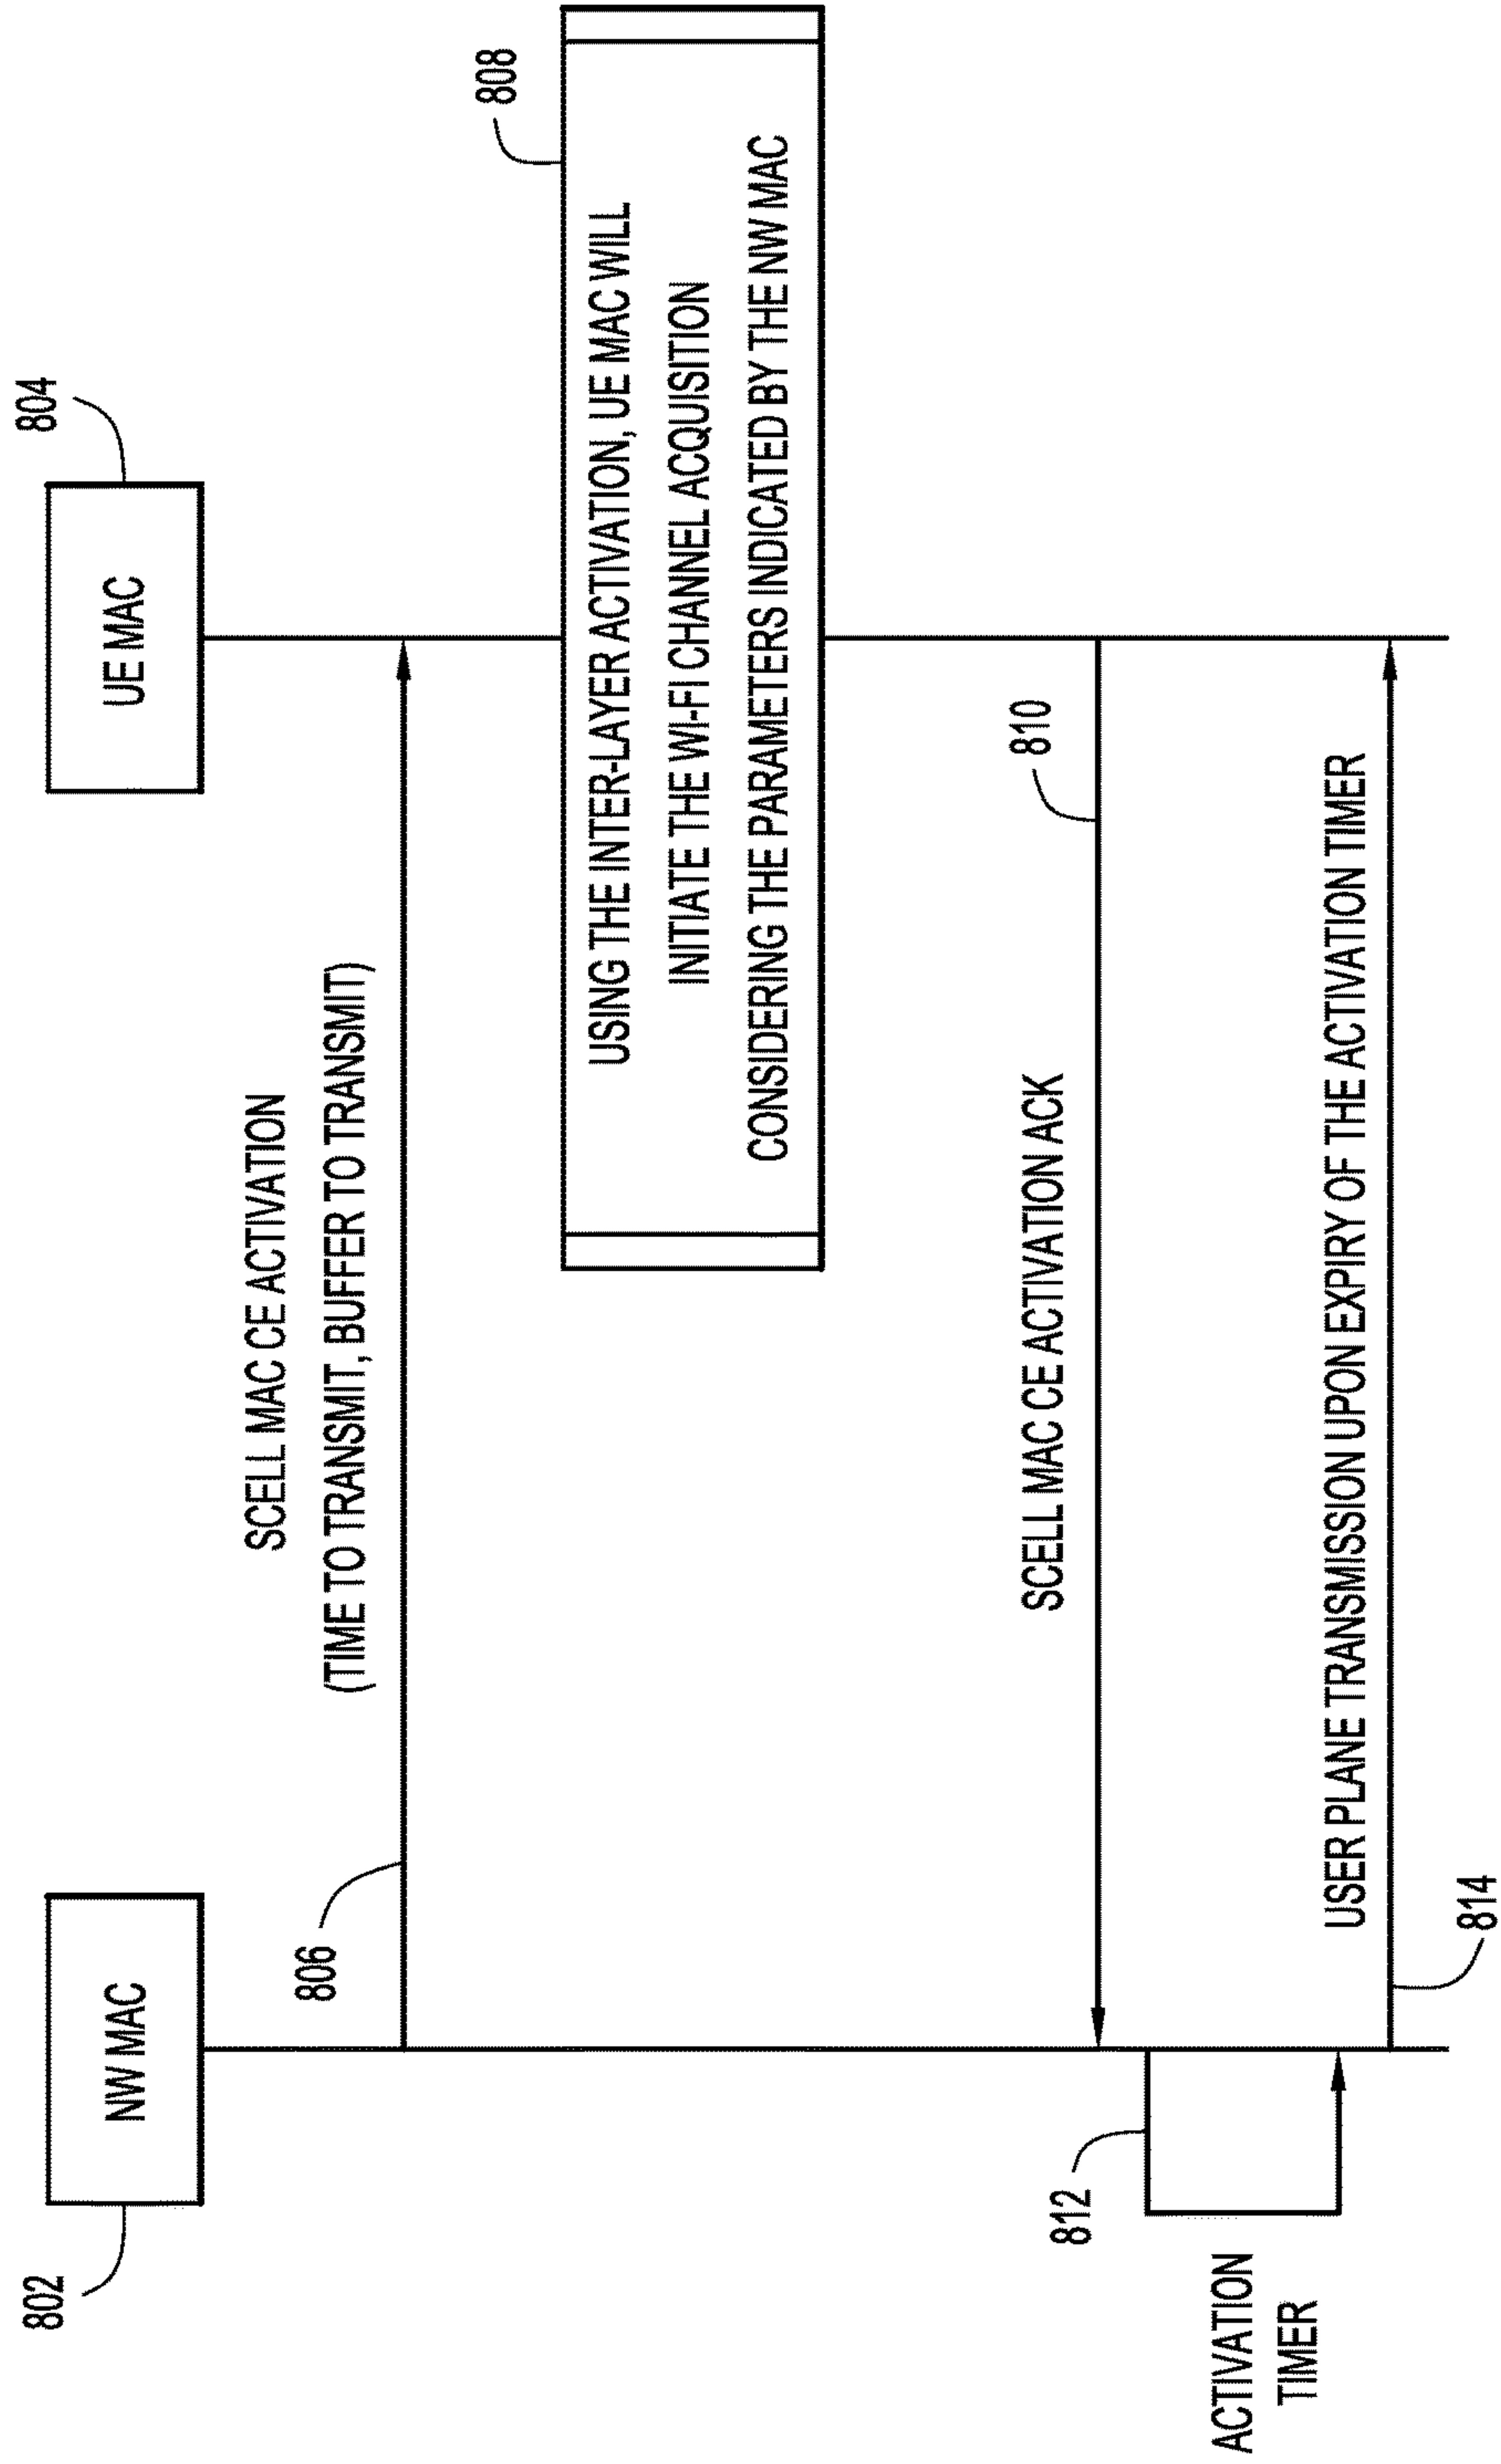 802
NW MAC
UE MAC
804
806
SCELL MAC CE ACTIVATION
(TIME TO TRANSMIT, BUFFER TO TRANSMIT)
808
USING THE INTER-LAYER ACTIVATION, UE MAC WILL
INITIATE THE WI-FI CHANNEL ACQUISITION
CONSIDERING THE PARAMETERS INDICATED BY THE NW MAC
SCELL MAC CE ACTIVATION ACK
810
812
ACTIVATION
TIMER
USER PLANE TRANSMISSION UPON EXPIRY OF THE ACTIVATION TIMER
814